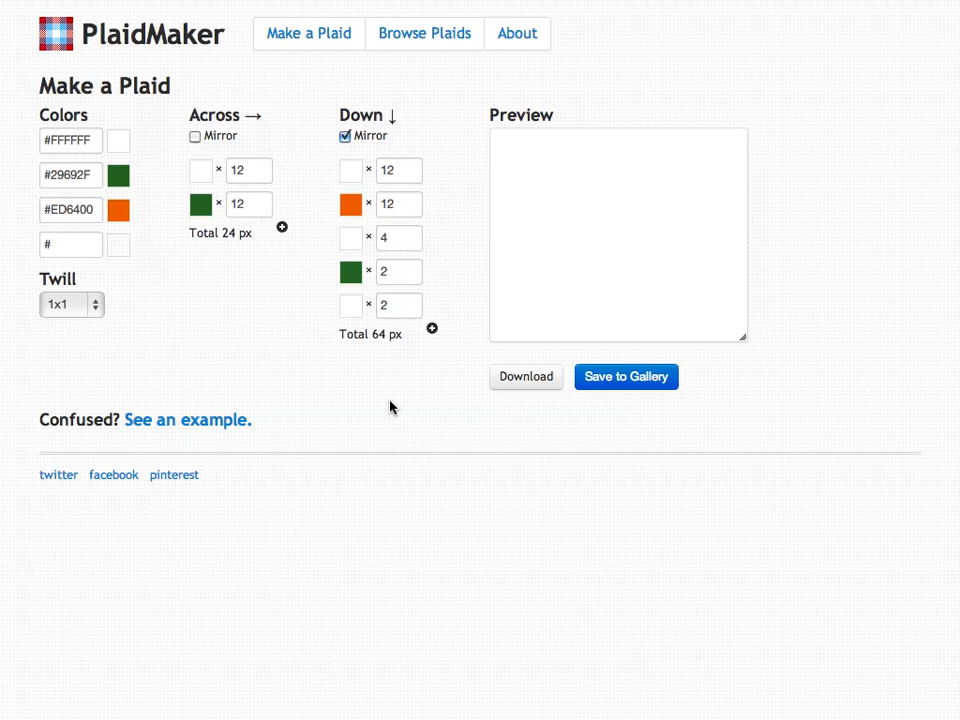 PlaidMaker
Make a Plaid
Browse Plaids
About
Make a Plaid
Colors
#FFFFFF
#29692F
#ED6400
#
Twill
1x1
Across →
Mirror
× 12
× 12
Total 24 px
Down ↓
Mirror
× 12
× 12
× 4
× 2
× 2
Total 64 px
Preview
Download
Save to Gallery
Confused? See an example.
twitter facebook pinterest